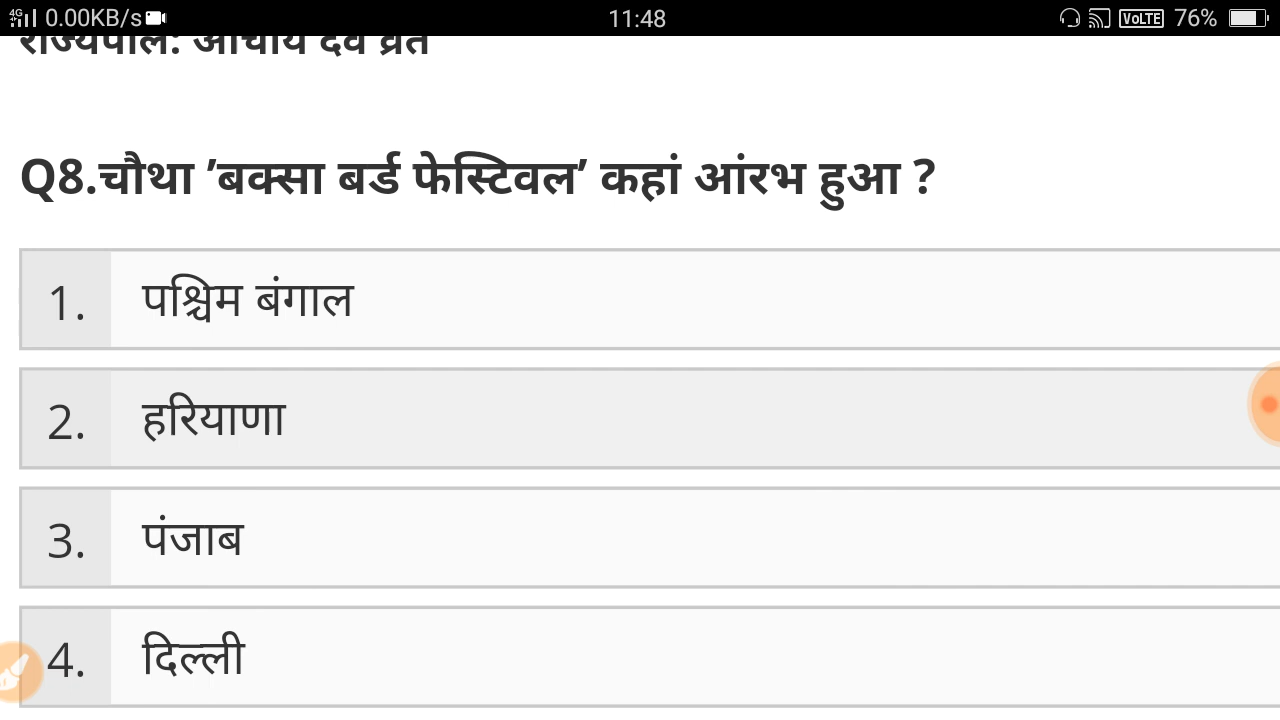 4G 0.00KB/s 11:48 VoLTE 76%
राज्यपाल: आचार्य देव व्रत
Q8.चौथा ’बक्सा बर्ड फेस्टिवल’ कहां आंरभ हुआ ?
1. पश्चिम बंगाल
2. हरियाणा
3. पंजाब
4. दिल्ली